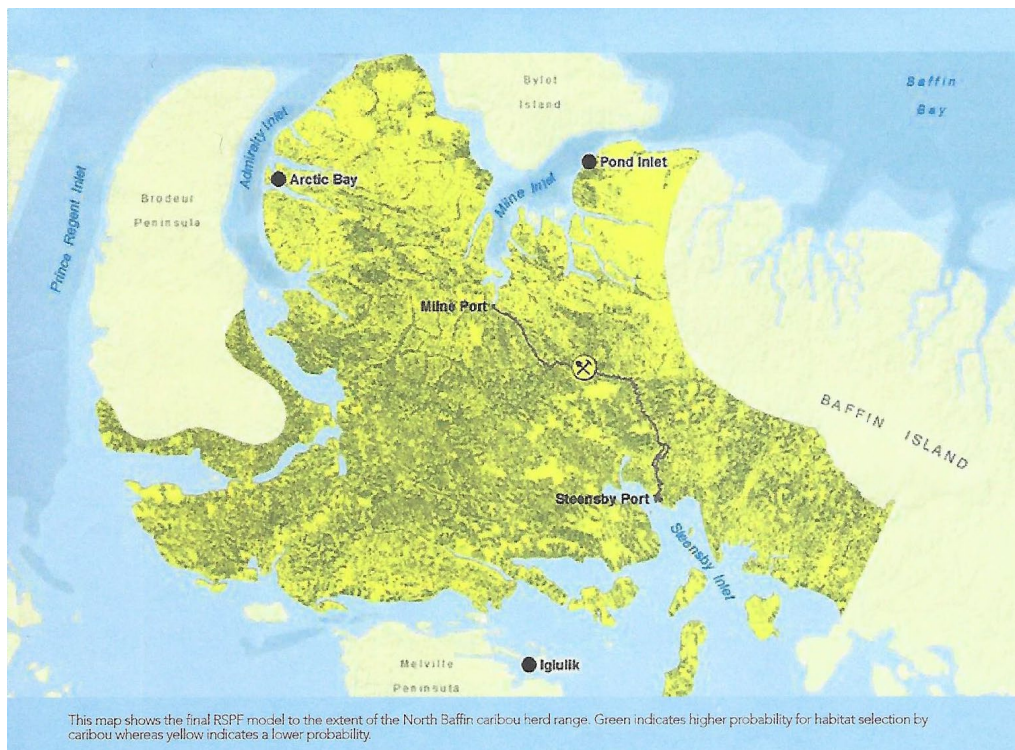 Bylot
Island
Baffin
Bay
Admiralty Inlet
Pond Inlet
Arctic Bay
Milne Inlet
Brodeur
Peninsula
Prince Regent Inlet
Milne Port
BAFFIN ISLAND
Steensby Port
Steensby Inlet
Melville
Peninsula
Iglulik
This map shows the final RSPF model to the extent of the North Baffin caribou herd range. Green indicates higher probability for habitat selection by
caribou whereas yellow indicates a lower probability.